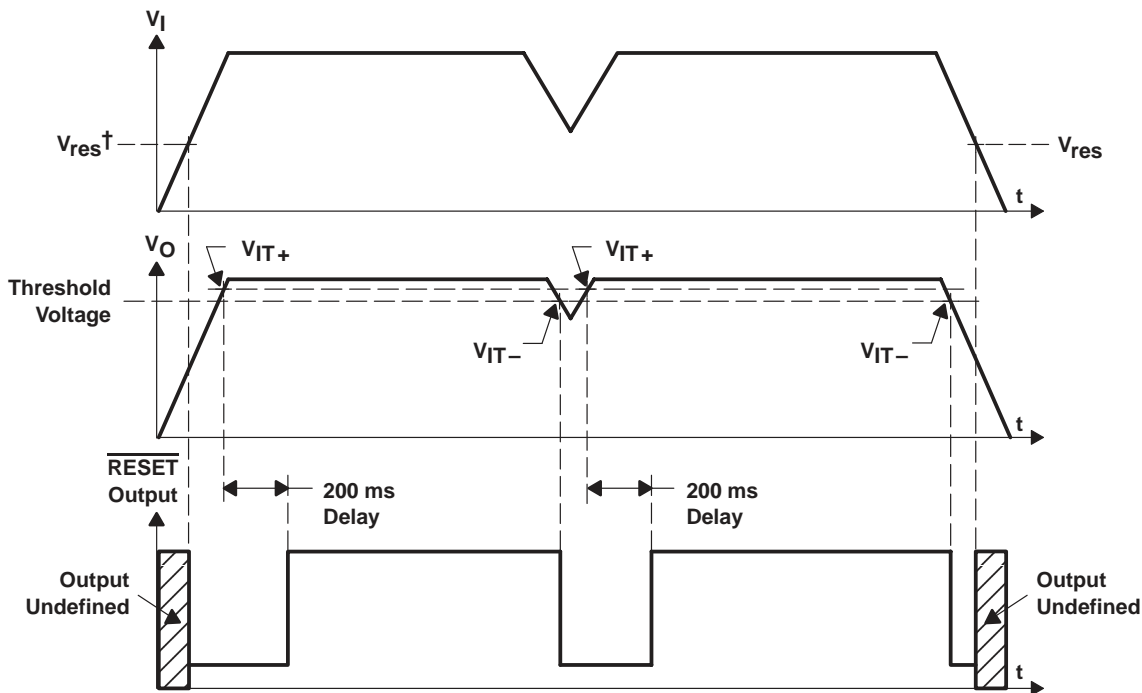 VI
Vres†
Vres
t
VO
VIT+
VIT+
Threshold
Voltage
VIT−
VIT−
t
RESET
Output
200 ms
Delay
200 ms
Delay
Output
Undefined
Output
Undefined
t